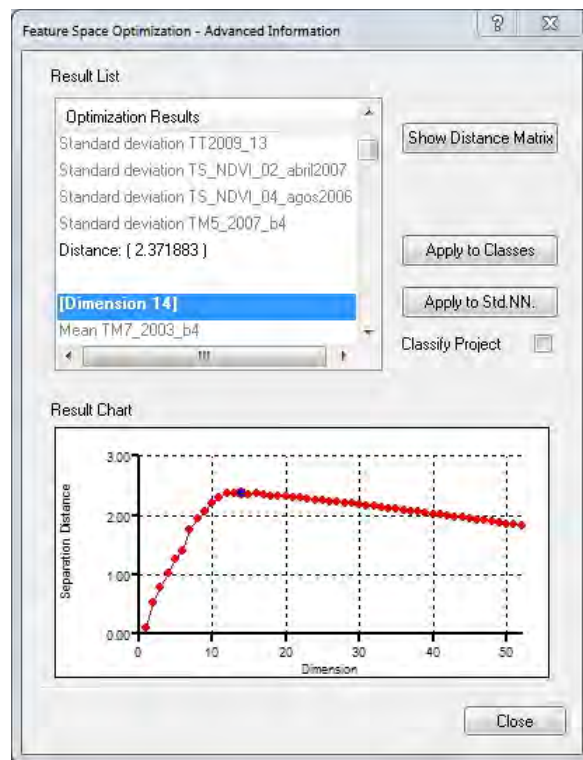 Feature Space Optimization - Advanced Information
Result List
Optimization Results
Standard deviation TT2009_13
Standard deviation TS_NDVI_02_abril2007
Standard deviation TS_NDVI_04_agos2006
Standard deviation TM5_2007_b4
Distance: ( 2.371883 )
[Dimension 14]
Mean TM7_2003_b4
Show Distance Matrix
Apply to Classes
Apply to Std.NN.
Classify Project
Result Chart
3.00
2.00
1.00
0.00
Separation Distance
0 10 20 30 40 50
Dimension
Close